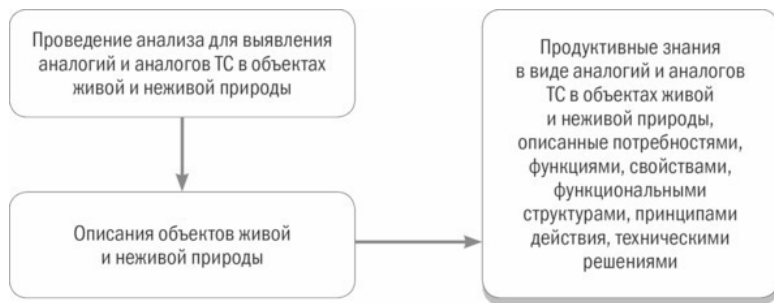 Проведение анализа для выявления
аналогий и аналогов ТС в объектах
живой и неживой природы
Описания объектов живой
и неживой природы
Продуктивные знания
в виде аналогий и аналогов
ТС в объектах живой
и неживой природы,
описанные потребностями,
функциями, свойствами,
функциональными
структурами, принципами
действия, техническими
решениями